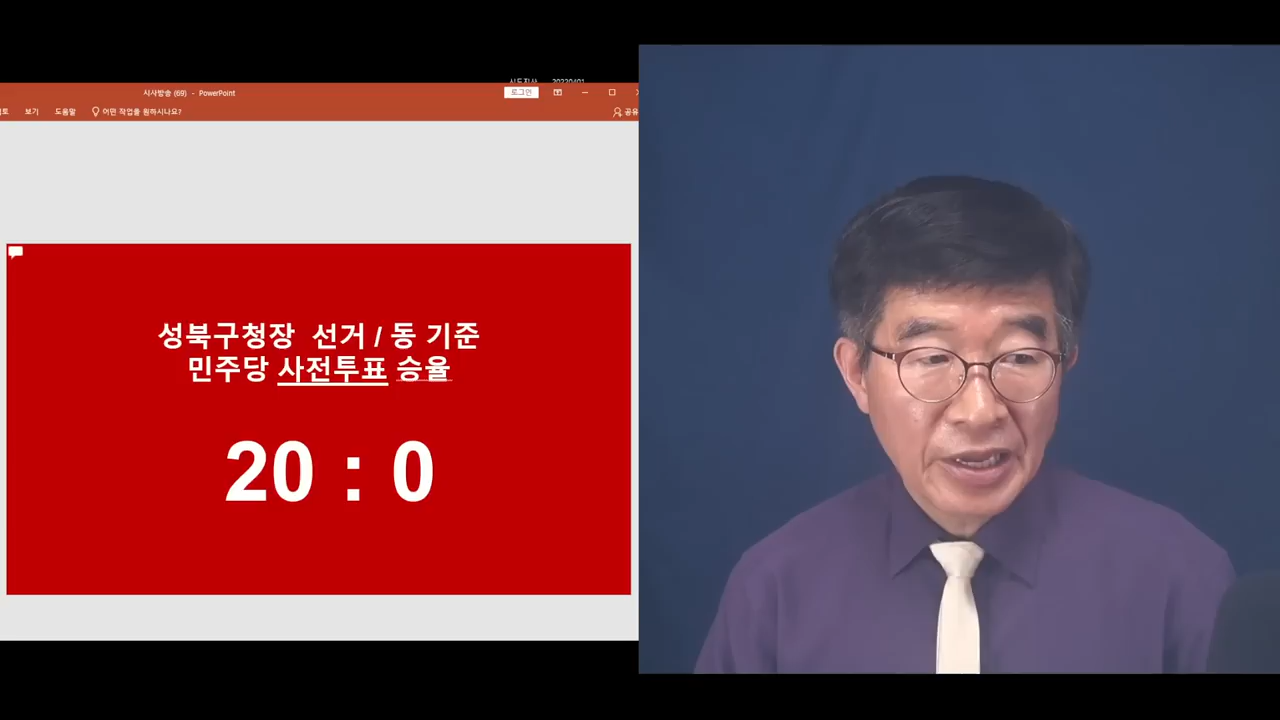 시사방송 (69) - PowerPoint
로그인
보기 도움말 어떤 작업을 원하시나요?
공유
성북구청장 선거 / 동 기준
민주당 사전투표 승율
20 : 0